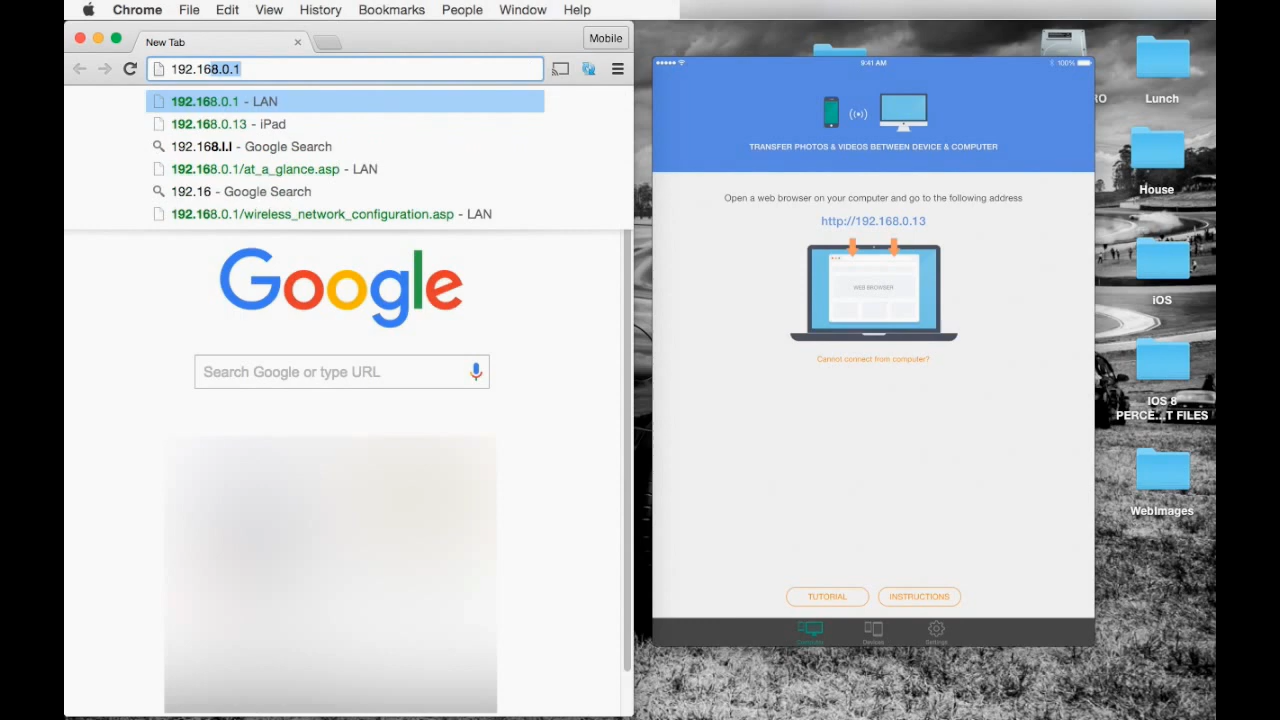 Chrome File Edit View History Bookmarks People Window Help
New Tab
Mobile
192.168.0.1
192.168.0.1 - LAN
192.168.0.13 - iPad
192.168.l.l - Google Search
192.168.0.1/at_a_glance.asp - LAN
192.16 - Google Search
192.168.0.1/wireless_network_configuration.asp - LAN
Google
Search Google or type URL
9:41 AM
100%
TRANSFER PHOTOS & VIDEOS BETWEEN DEVICE & COMPUTER
Open a web browser on your computer and go to the following address
http://192.168.0.13
WEB BROWSER
Cannot connect from computer?
TUTORIAL
INSTRUCTIONS
Computer
Devices
Settings
RO
Lunch
House
iOS
IOS 8
PERCE...T FILES
WebImages